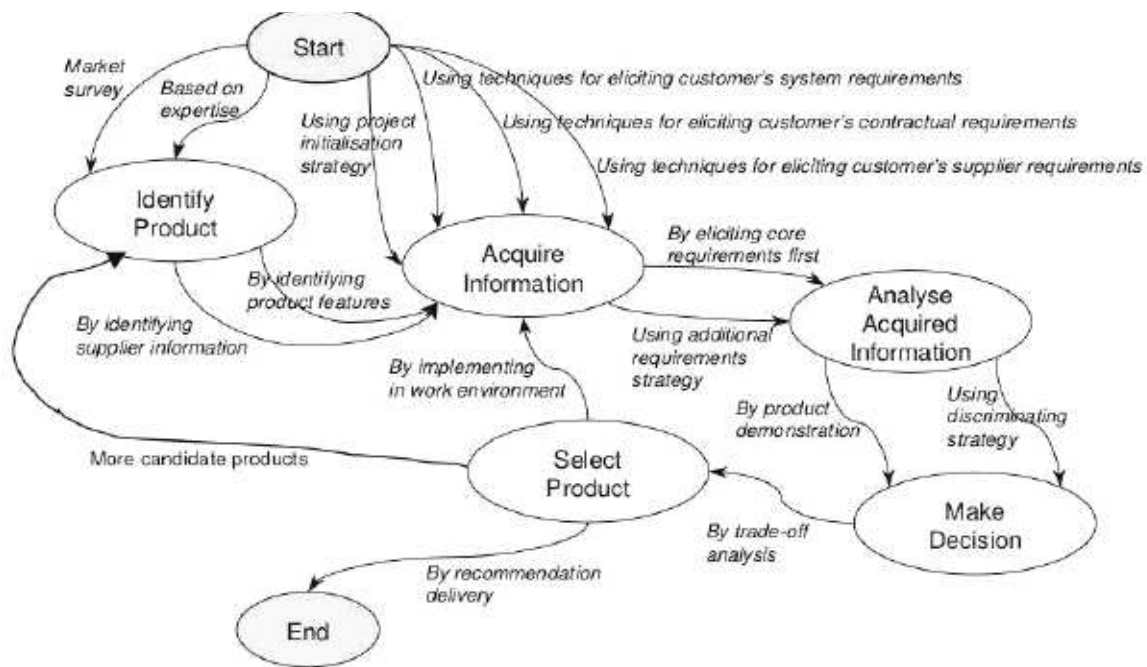 Start
Market
survey
Based on
expertise
Using project
initialisation
strategy
Using techniques for eliciting customer's system requirements
Using techniques for eliciting customer's contractual requirements
Using techniques for eliciting customer's supplier requirements
Identify
Product
Acquire
Information
By eliciting core
requirements first
Analyse
Acquired
Information
By identifying
product features
By identifying
supplier information
Using additional
requirements
strategy
By implementing
in work environment
By product
demonstration
Using
discriminating
strategy
More candidate products
Select
Product
Make
Decision
By trade-off
analysis
By recommendation
delivery
End